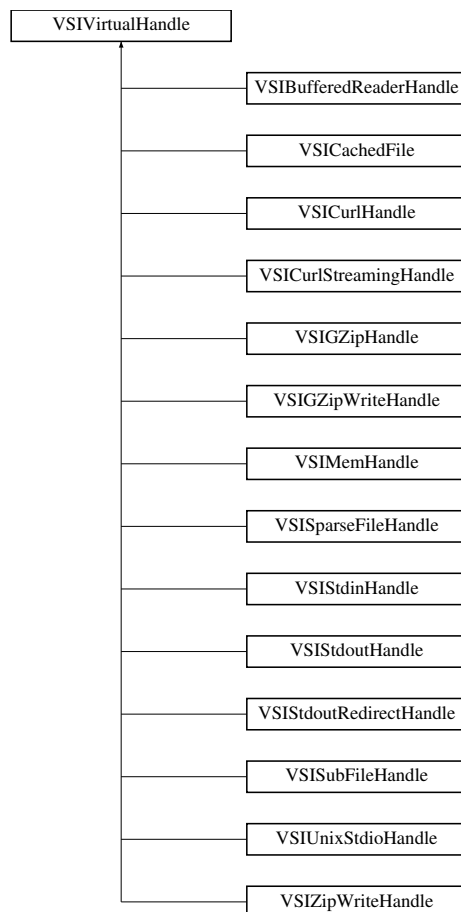 VSIVirtualHandle
VSIBufferedReaderHandle
VSICachedFile
VSICurlHandle
VSICurlStreamingHandle
VSIGZipHandle
VSIGZipWriteHandle
VSIMemHandle
VSISparseFileHandle
VSIStdinHandle
VSIStdoutHandle
VSIStdoutRedirectHandle
VSISubFileHandle
VSIUnixStdioHandle
VSIZipWriteHandle